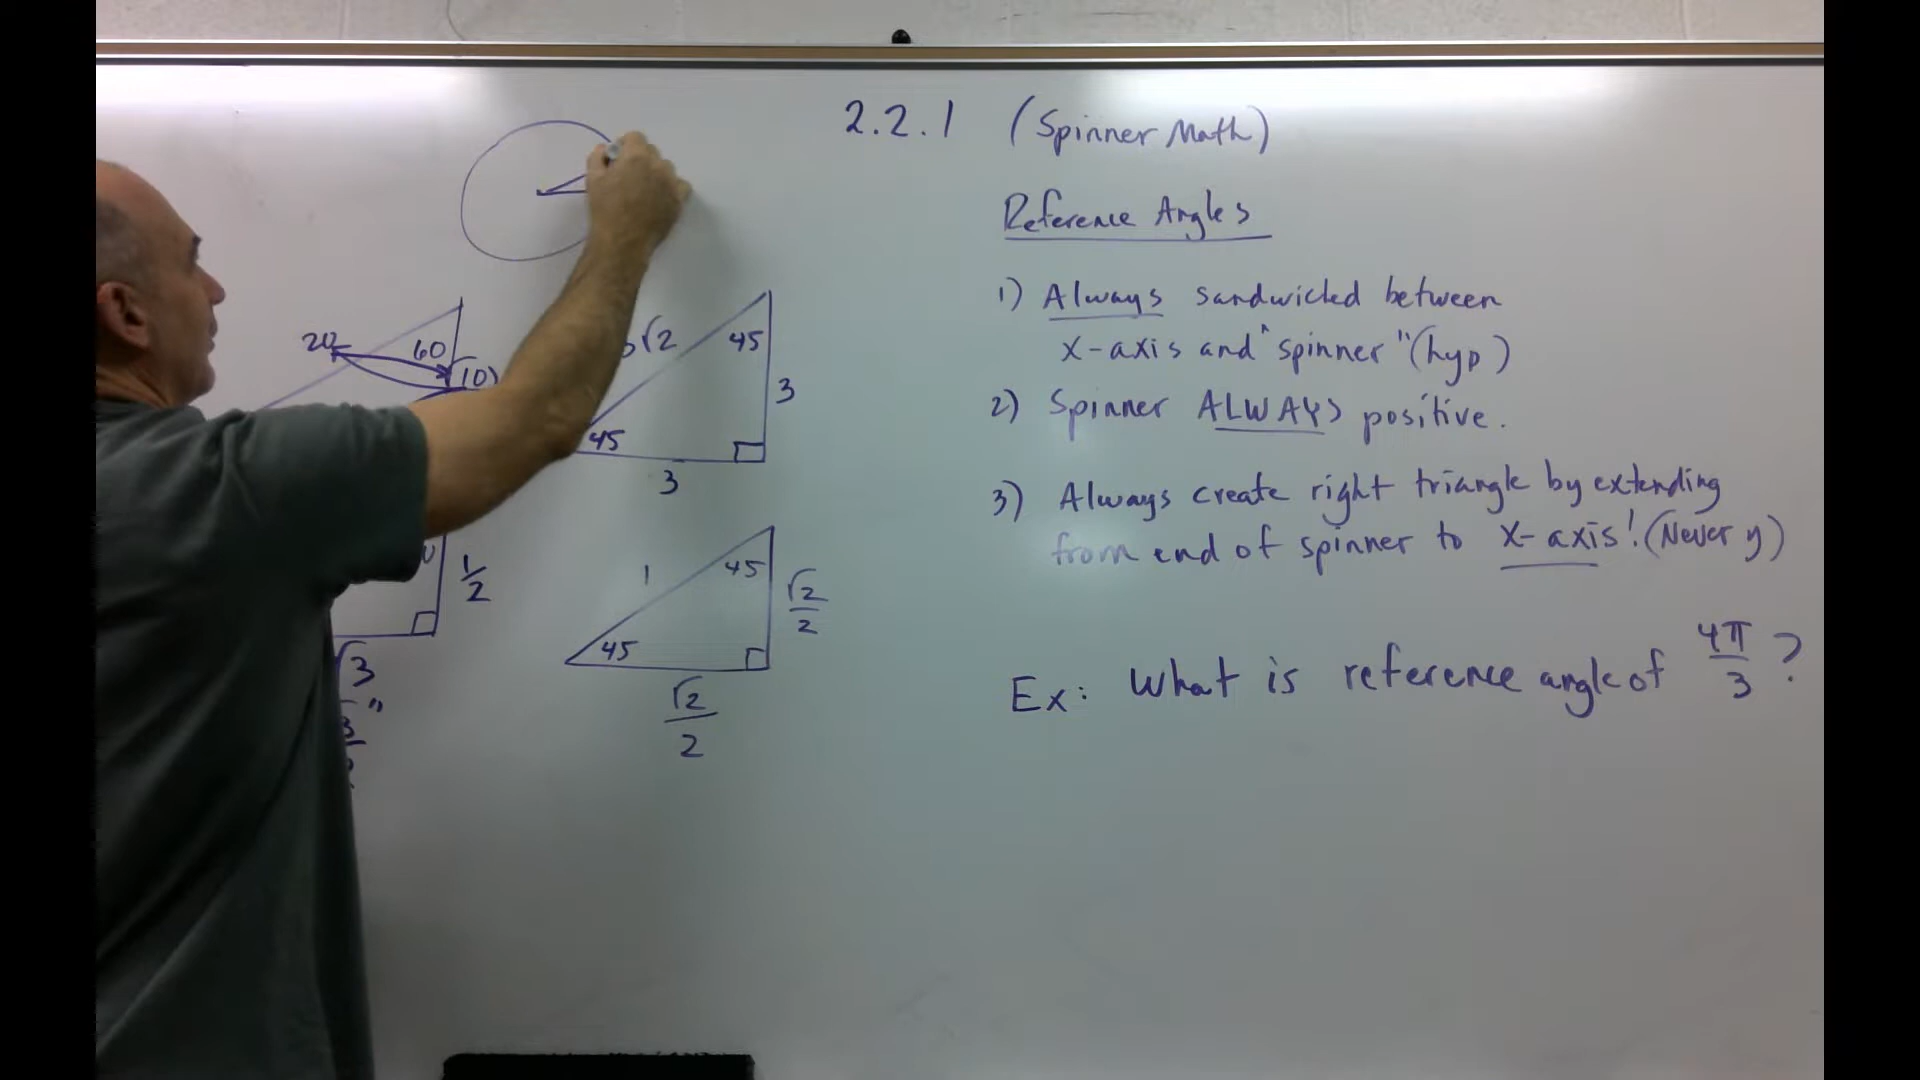 2.2.1 (Spinner Math)
Reference Angles
1) Always sandwicked between
x-axis and "spinner" (hyp)
2) Spinner ALWAYS positive.
3) Always create right triangle by extending
from end of spinner to x-axis! (Never y)
Ex: What is reference angle of 4π/3 ?
20
60
(10)
√2
45
3
45
3
1/2
√3
1
45
√2/2
45
√2/2